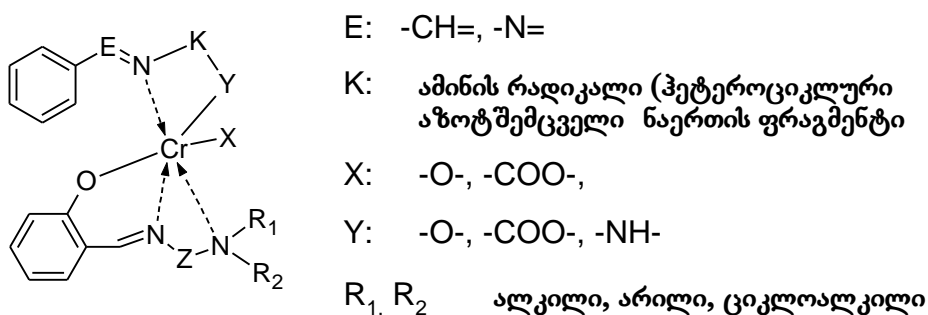 E: -CH=, -N=
K: ამინის რადიკალი (ჰეტეროციკლური
აზოტშემცველი ნაერთის ფრაგმენტი
X: -O-, -COO-,
Y: -O-, -COO-, -NH-
R1, R2 ალკილი, არილი, ციკლოალკილი
E N K
Y
X
Cr
O
N Z N R1
R2